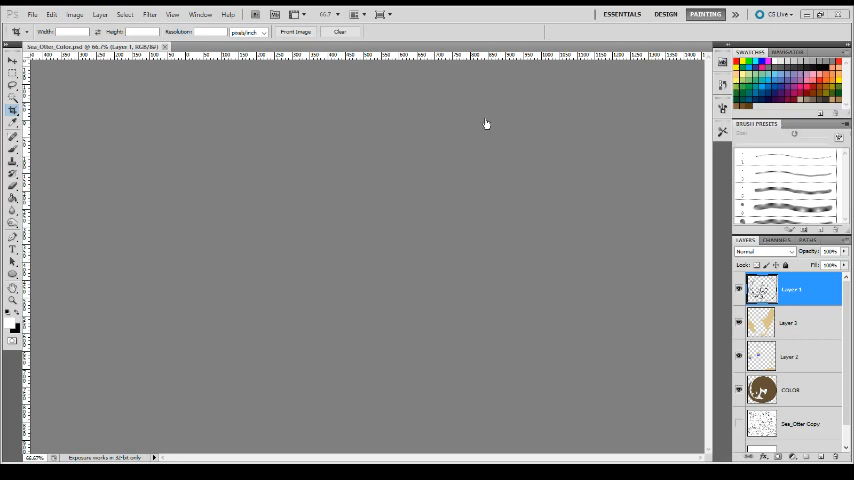 File Edit Image Layer Select Filter View Window Help 66.7 ESSENTIALS DESIGN PAINTING CS Live
Width: Height: Resolution: pixels/inch Front Image Clear
Sea_Otter_Color.psd @ 66.7% (Layer 1, RGB/8#)
SWATCHES NAVIGATOR
BRUSH PRESETS
Size:
LAYERS CHANNELS PATHS
Normal Opacity: 100%
Lock: Fill: 100%
Layer 1
Layer 3
Layer 2
COLOR
Sea_Otter Copy
66.67% Exposure works in 32-bit only